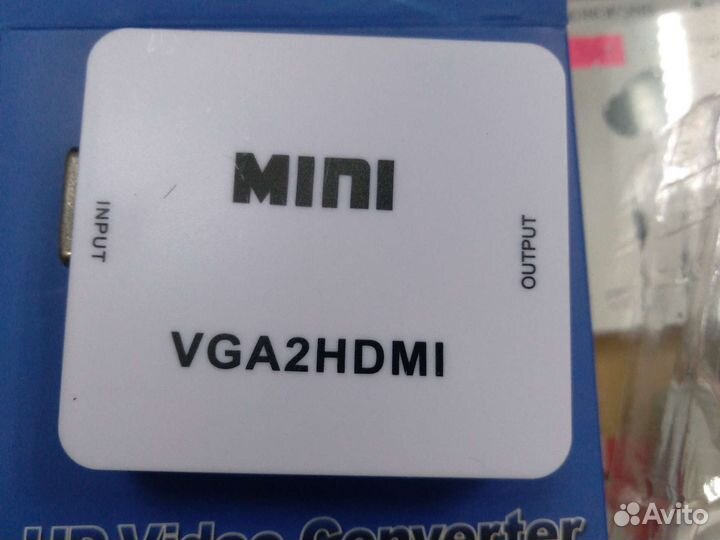 MINI
INPUT
OUTPUT
VGA2HDMI
HD Video Converter
Avito